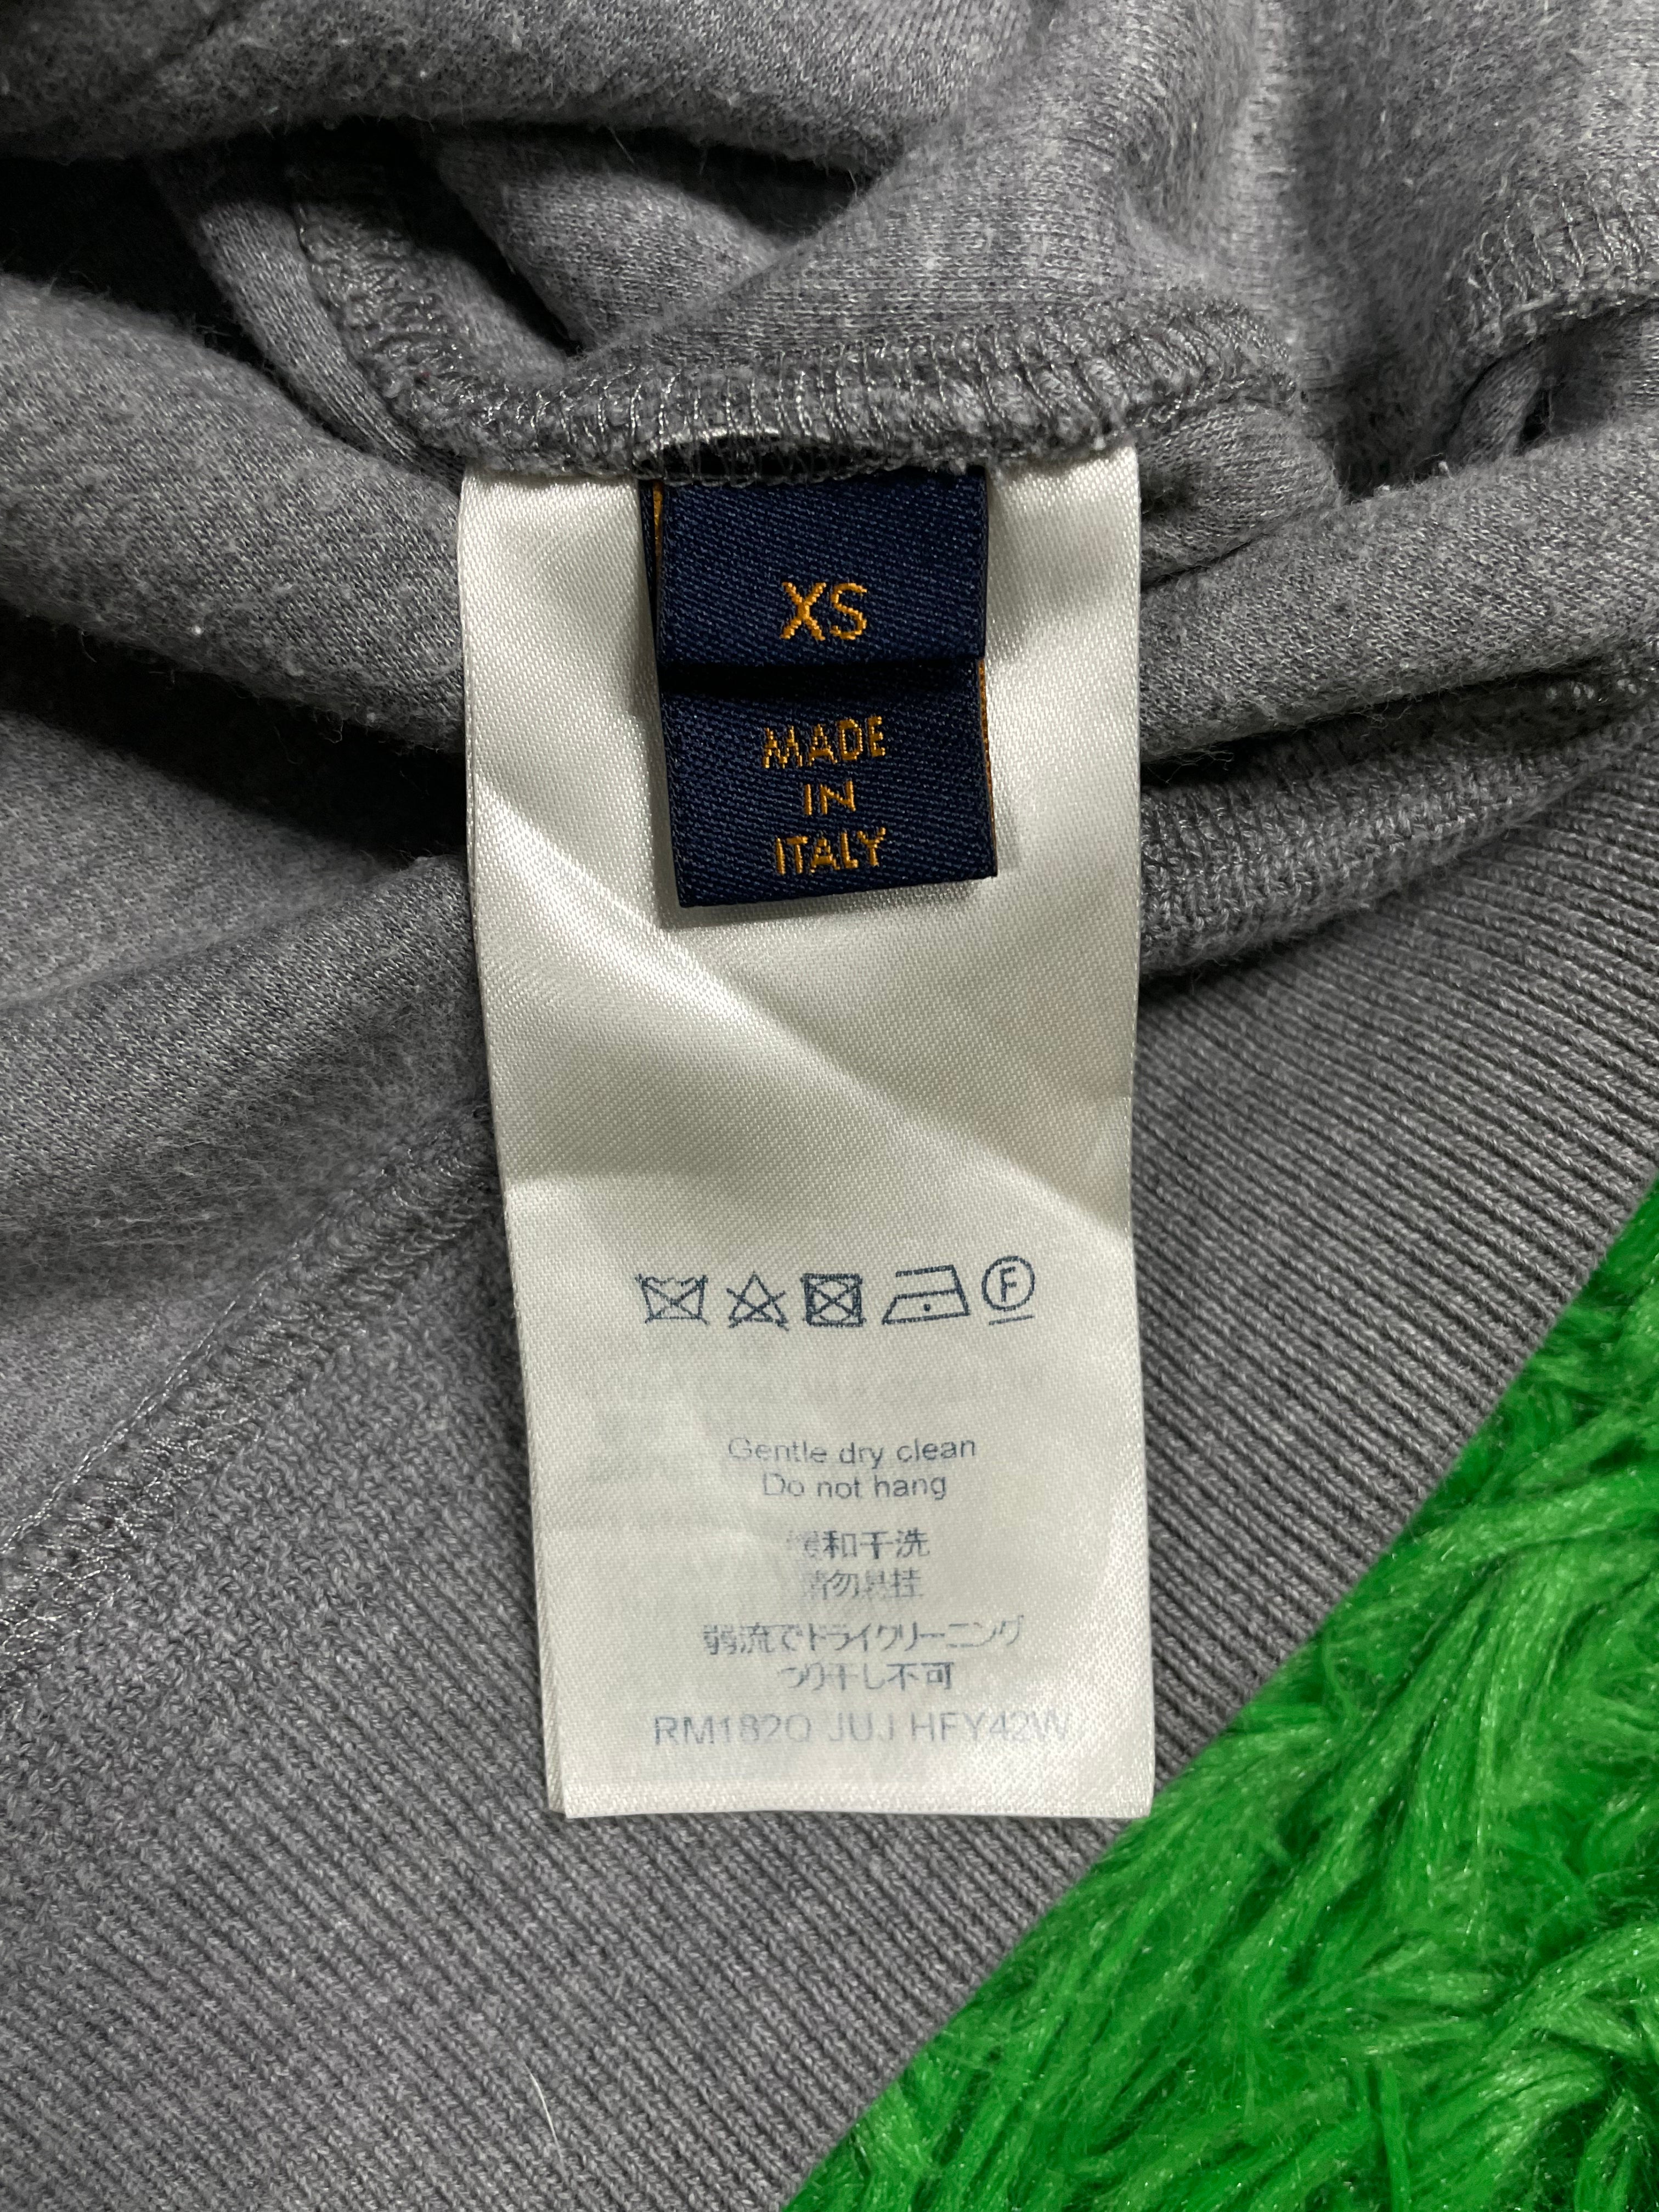 XS
MADE
IN
ITALY
F
Gentle dry clean
Do not hang
缓和干洗
请勿悬挂
弱流でドライクリーニング
つり干し不可
RM182Q JUJ HFY42W